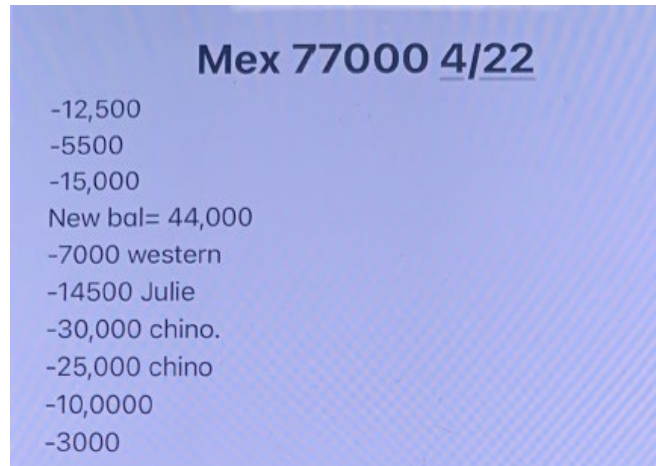 Mex 77000 4/22
-12,500
-5500
-15,000
New bal= 44,000
-7000 western
-14500 Julie
-30,000 chino.
-25,000 chino
-10,0000
-3000